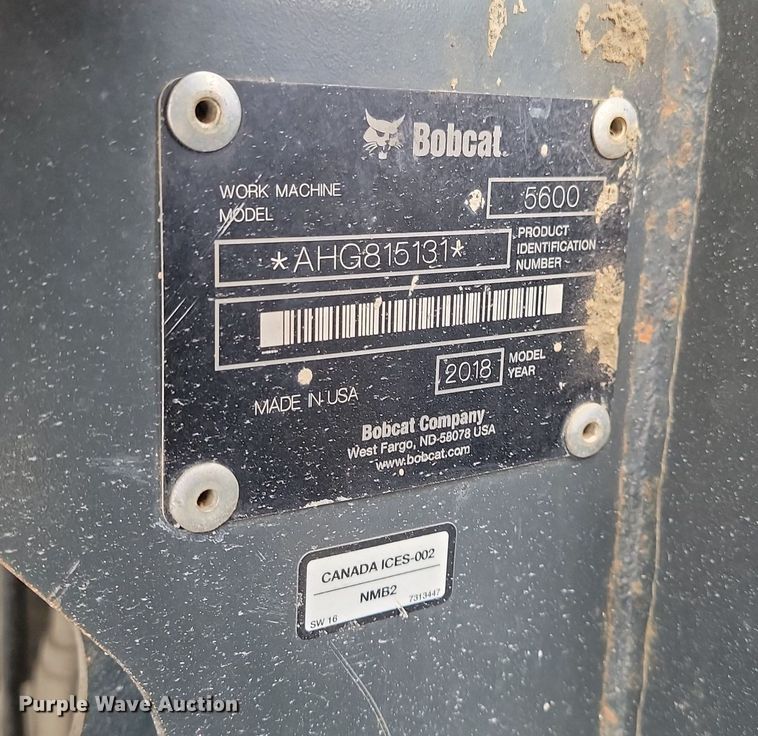 Bobcat
WORK MACHINE
MODEL
5600
*AHG815131*
PRODUCT
IDENTIFICATION
NUMBER
2018
MODEL
YEAR
MADE IN USA
Bobcat Company
West Fargo, ND-58078 USA
www.bobcat.com
CANADA ICES-002
NMB2
SW 16
7313447
Purple Wave Auction